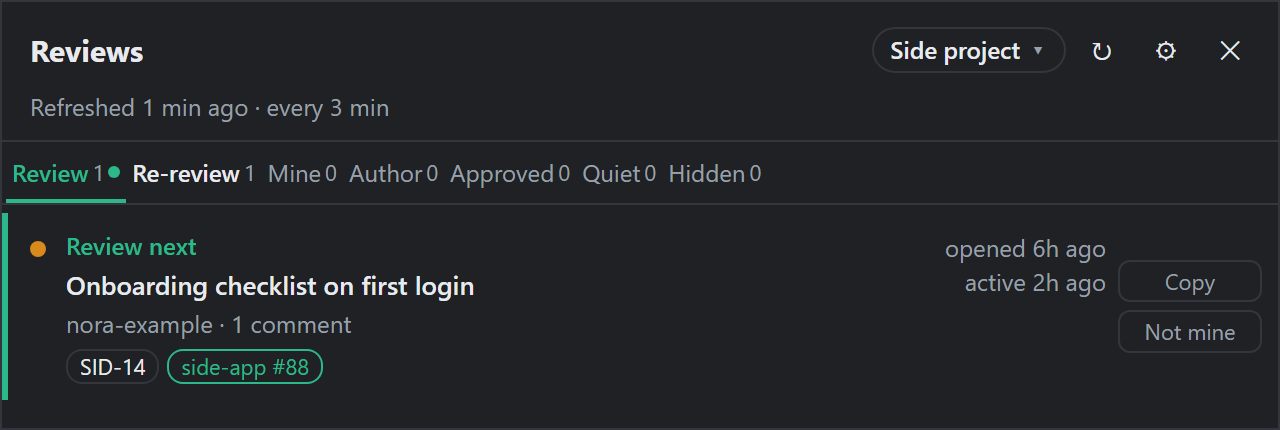 Reviews
Side project ▾
Refreshed 1 min ago · every 3 min
Review 1 Re-review 1 Mine 0 Author 0 Approved 0 Quiet 0 Hidden 0
Review next
opened 6h ago
Onboarding checklist on first login
active 2h ago
Copy
nora-example · 1 comment
Not mine
SID-14 side-app #88